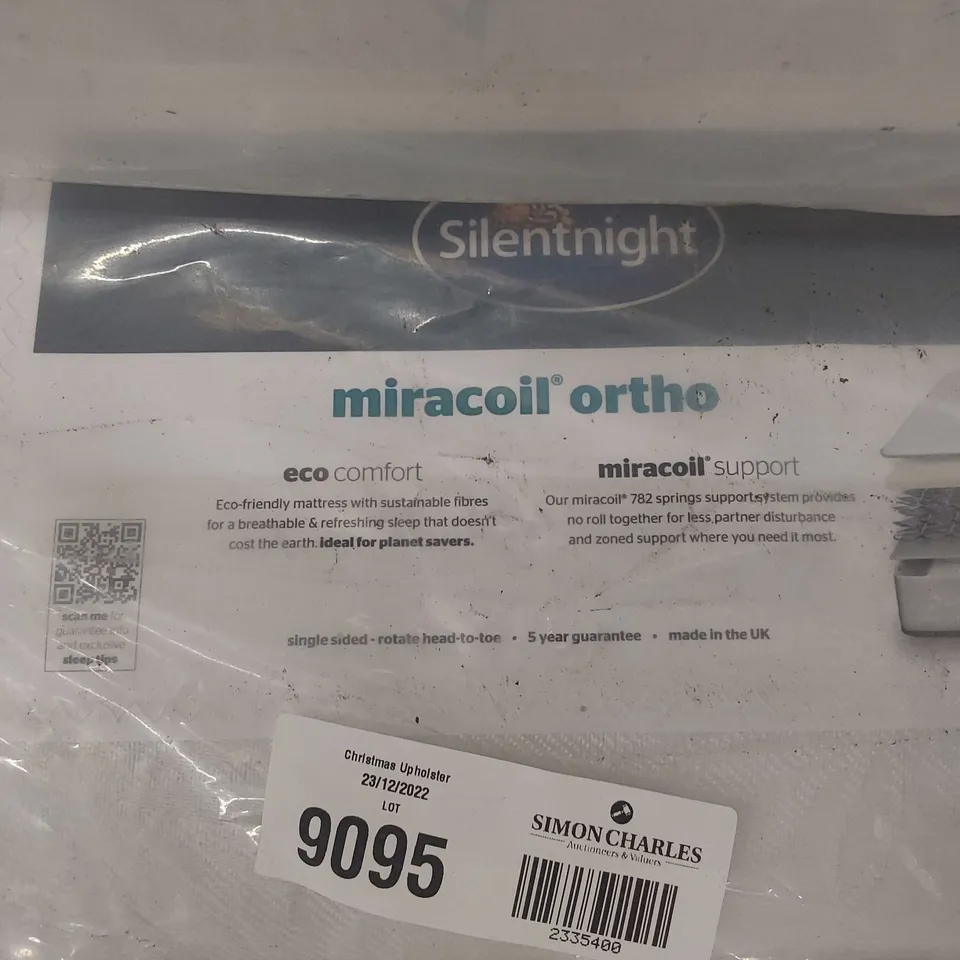 Silentnight
miracoil® ortho
eco comfort
Eco-friendly mattress with sustainable fibres
for a breathable & refreshing sleep that doesn't
cost the earth. ideal for planet savers.
miracoil® support
Our miracoil® 782 springs support system provides
no roll together for less partner disturbance
and zoned support where you need it most.
scan me for
guarantee info
and exclusive
sleep tips
single sided - rotate head-to-toe • 5 year guarantee • made in the UK
Christmas Upholster
23/12/2022
LOT
9095
SIMON CHARLES
Auctioneers & Valuers
2335400